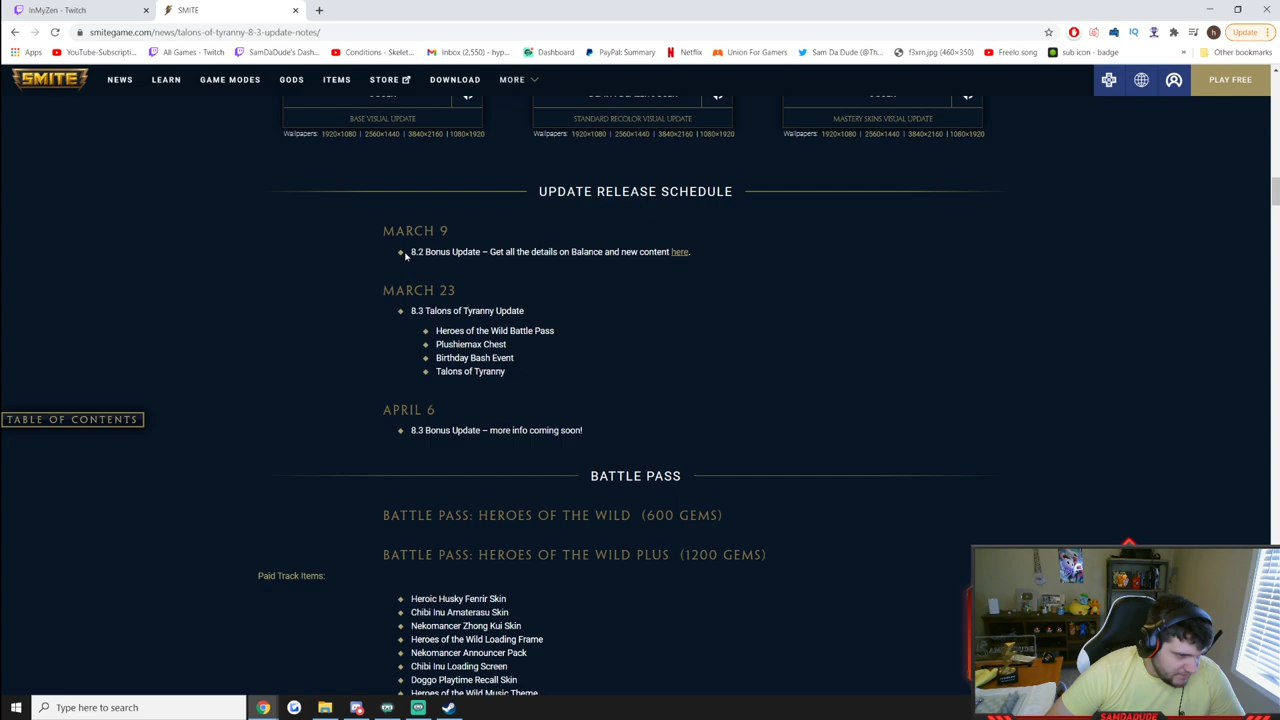 InMyZen - Twitch
SMITE
smitegame.com/news/talons-of-tyranny-8-3-update-notes/
Update
Apps
YouTube-Subscripti...
All Games - Twitch
SamDaDude's Dash...
Conditions - Skelet...
Inbox (2,550) - hyp...
Dashboard
PayPal: Summary
Netflix
Union For Gamers
Sam Da Dude (@Th...
f3xrn.jpg (460×350)
Freelo song
sub icon - badge
Other bookmarks
SMITE
NEWS
LEARN
GAME MODES
GODS
ITEMS
STORE
DOWNLOAD
MORE
PLAY FREE
BASE VISUAL UPDATE
STANDARD RECOLOR VISUAL UPDATE
MASTERY SKINS VISUAL UPDATE
Wallpapers: 1920×1080 | 2560×1440 | 3840×2160 | 1080×1920
Wallpapers: 1920×1080 | 2560×1440 | 3840×2160 | 1080×1920
Wallpapers: 1920×1080 | 2560×1440 | 3840×2160 | 1080×1920
UPDATE RELEASE SCHEDULE
MARCH 9
8.2 Bonus Update – Get all the details on Balance and new content here.
MARCH 23
8.3 Talons of Tyranny Update
Heroes of the Wild Battle Pass
Plushiemax Chest
Birthday Bash Event
Talons of Tyranny
TABLE OF CONTENTS
APRIL 6
8.3 Bonus Update – more info coming soon!
BATTLE PASS
BATTLE PASS: HEROES OF THE WILD (600 GEMS)
BATTLE PASS: HEROES OF THE WILD PLUS (1200 GEMS)
Paid Track Items:
Heroic Husky Fenrir Skin
Chibi Inu Amaterasu Skin
Nekomancer Zhong Kui Skin
Heroes of the Wild Loading Frame
Nekomancer Announcer Pack
Chibi Inu Loading Screen
Doggo Playtime Recall Skin
Heroes of the Wild Music Theme
Type here to search
SAMDADUDE